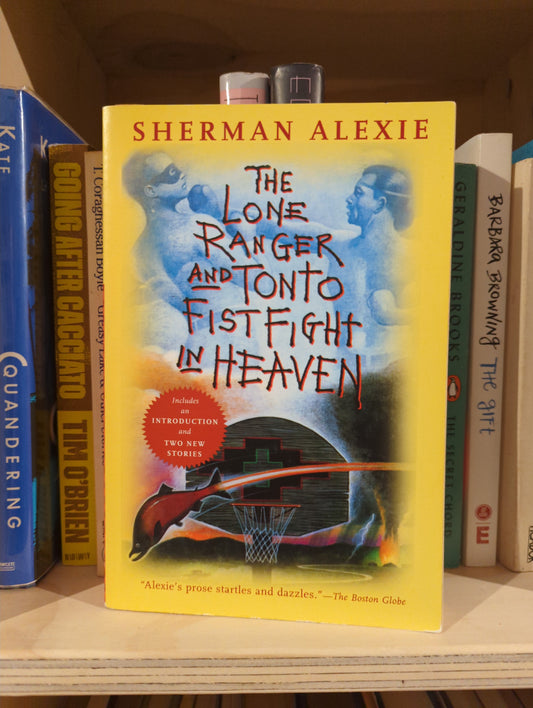 SHERMAN ALEXIE
THE
LONE
RANGER
AND TONTO
FISTFIGHT
IN HEAVEN
Includes
an
INTRODUCTION
and
TWO NEW
STORIES
"Alexie's prose startles and dazzles."—The Boston Globe
KATE
QUANDERING
GOING AFTER CACCIATO
TIM O'BRIEN
T. Coraghessan Boyle
Greasy Lake &
GERALDINE BROOKS
THE SECRET CHORD
BARBARA BROWNING
THE GIFT
E